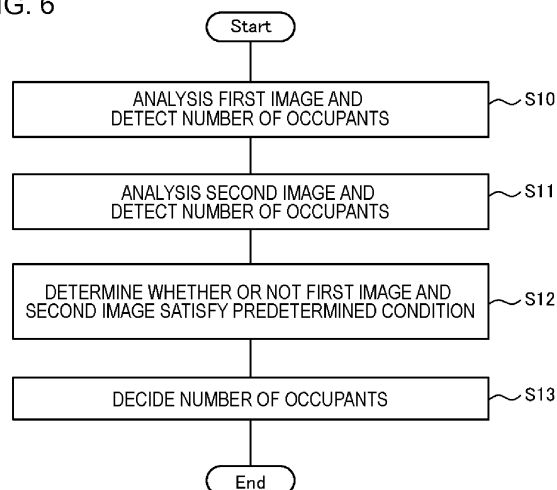 IG. 6
Start
ANALYSIS FIRST IMAGE AND
DETECT NUMBER OF OCCUPANTS
S10
ANALYSIS SECOND IMAGE AND
DETECT NUMBER OF OCCUPANTS
S11
DETERMINE WHETHER OR NOT FIRST IMAGE AND
SECOND IMAGE SATISFY PREDETERMINED CONDITION
S12
DECIDE NUMBER OF OCCUPANTS
S13
End